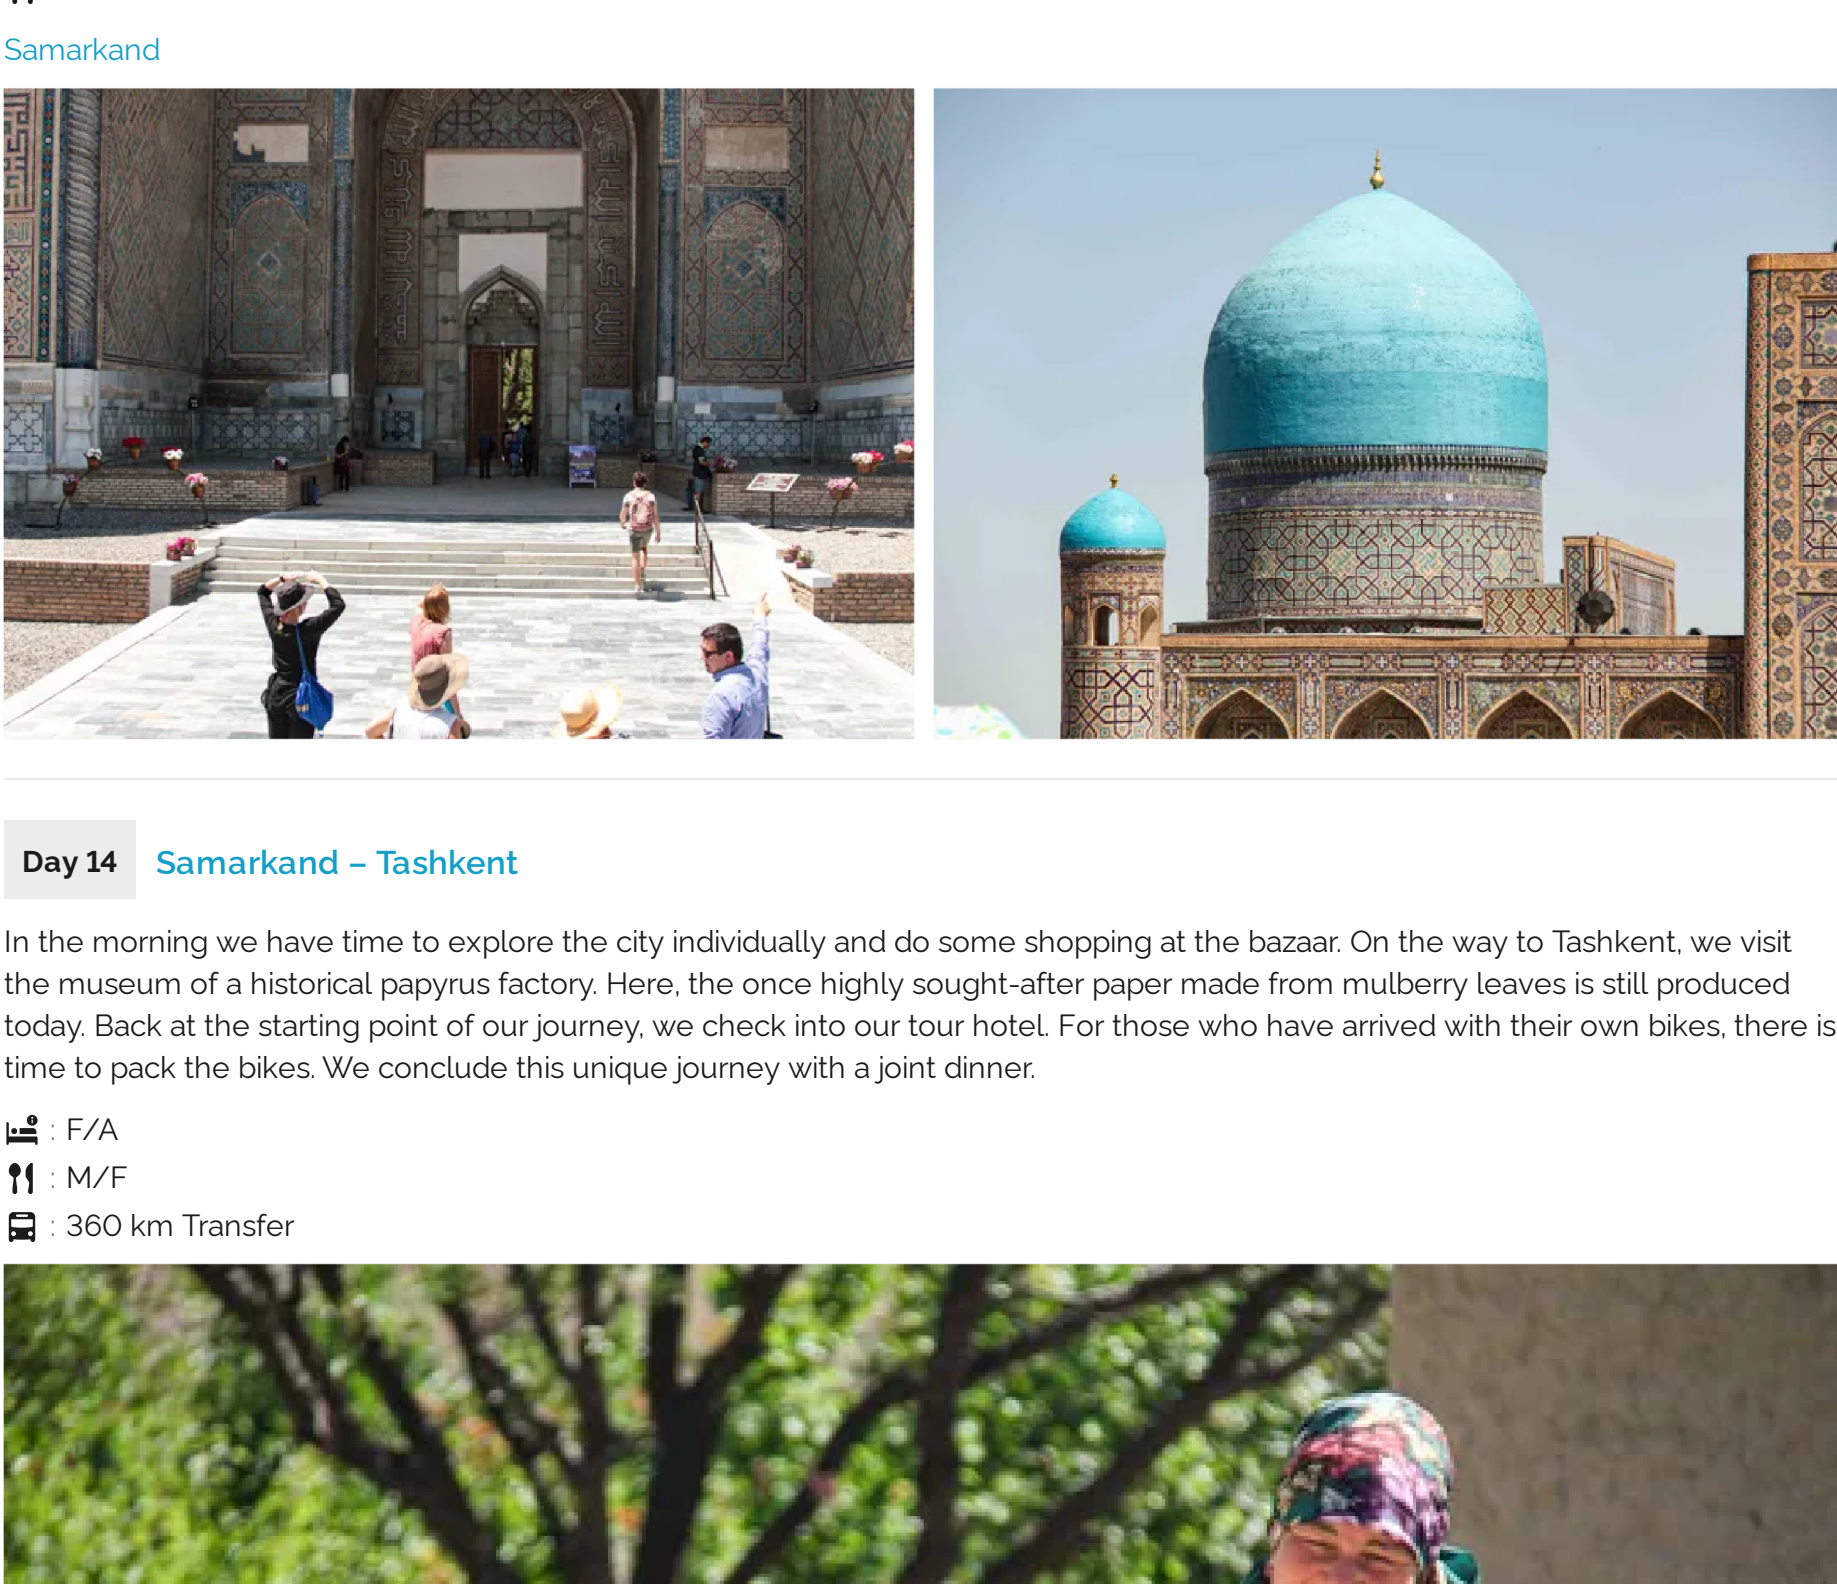 Samarkand
Day 14
Samarkand – Tashkent
In the morning we have time to explore the city individually and do some shopping at the bazaar. On the way to Tashkent, we visit
the museum of a historical papyrus factory. Here, the once highly sought-after paper made from mulberry leaves is still produced
today. Back at the starting point of our journey, we check into our tour hotel. For those who have arrived with their own bikes, there is
time to pack the bikes. We conclude this unique journey with a joint dinner.
: F/A
: M/F
: 360 km Transfer